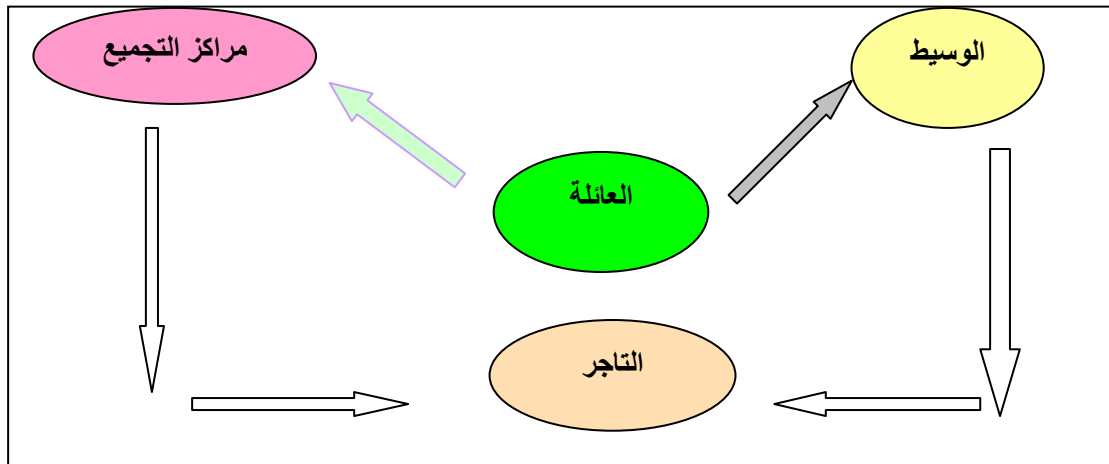 الوسيط
مراكز التجميع
العائلة
التاجر